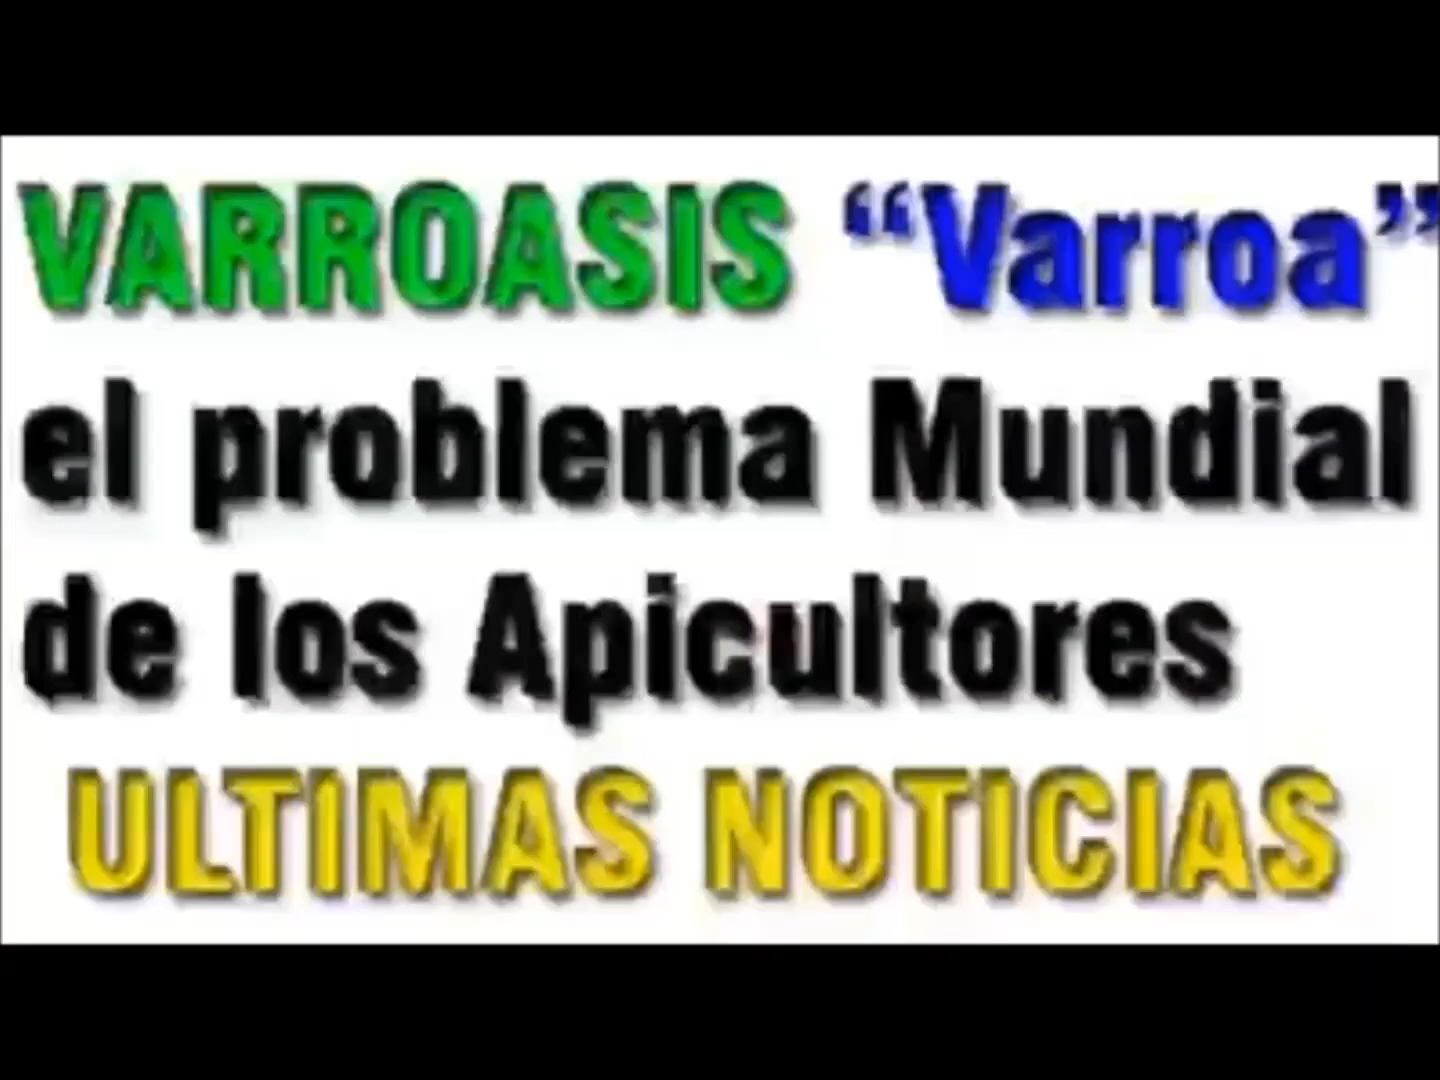 VARROASIS “Varroa”
el problema Mundial
de los Apicultores
ULTIMAS NOTICIAS